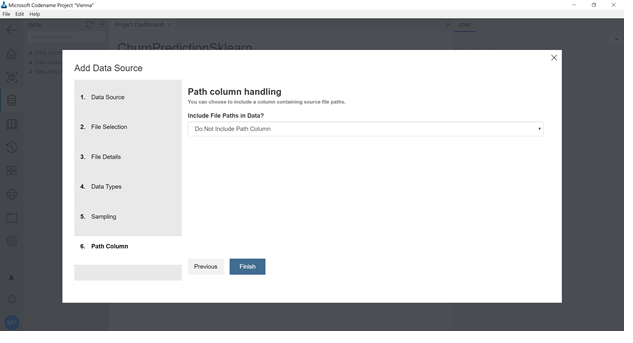 Microsoft Codename Project "Vienna"
File Edit Help
DATA
Project Dashboard
JOBS
ChurnPredictionSklearn
Add Data Source
1. Data Source
2. File Selection
3. File Details
4. Data Types
5. Sampling
6. Path Column
Path column handling
You can choose to include a column containing source file paths.
Include File Paths in Data?
Do Not Include Path Column
Previous
Finish